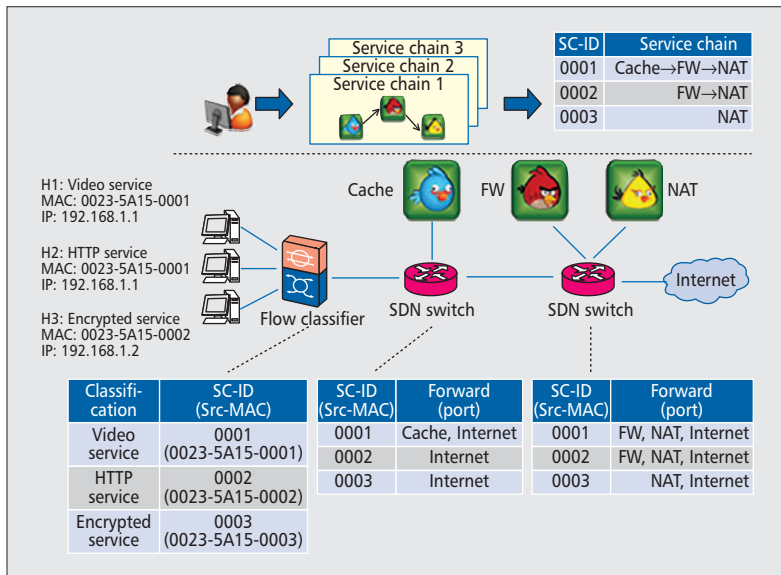 Service chain 3
Service chain 2
Service chain 1
SC-ID Service chain
0001 Cache→FW→NAT
0002 FW→NAT
0003 NAT
H1: Video service
MAC: 0023-5A15-0001
IP: 192.168.1.1
H2: HTTP service
MAC: 0023-5A15-0001
IP: 192.168.1.1
H3: Encrypted service
MAC: 0023-5A15-0002
IP: 192.168.1.2
Cache
FW
NAT
Flow classifier
SDN switch
SDN switch
Internet
Classifi-
cation
SC-ID
(Src-MAC)
Video
service
0001
(0023-5A15-0001)
HTTP
service
0002
(0023-5A15-0002)
Encrypted
service
0003
(0023-5A15-0003)
SC-ID
(Src-MAC)
Forward
(port)
0001 Cache, Internet
0002 Internet
0003 Internet
SC-ID
(Src-MAC)
Forward
(port)
0001 FW, NAT, Internet
0002 FW, NAT, Internet
0003 NAT, Internet